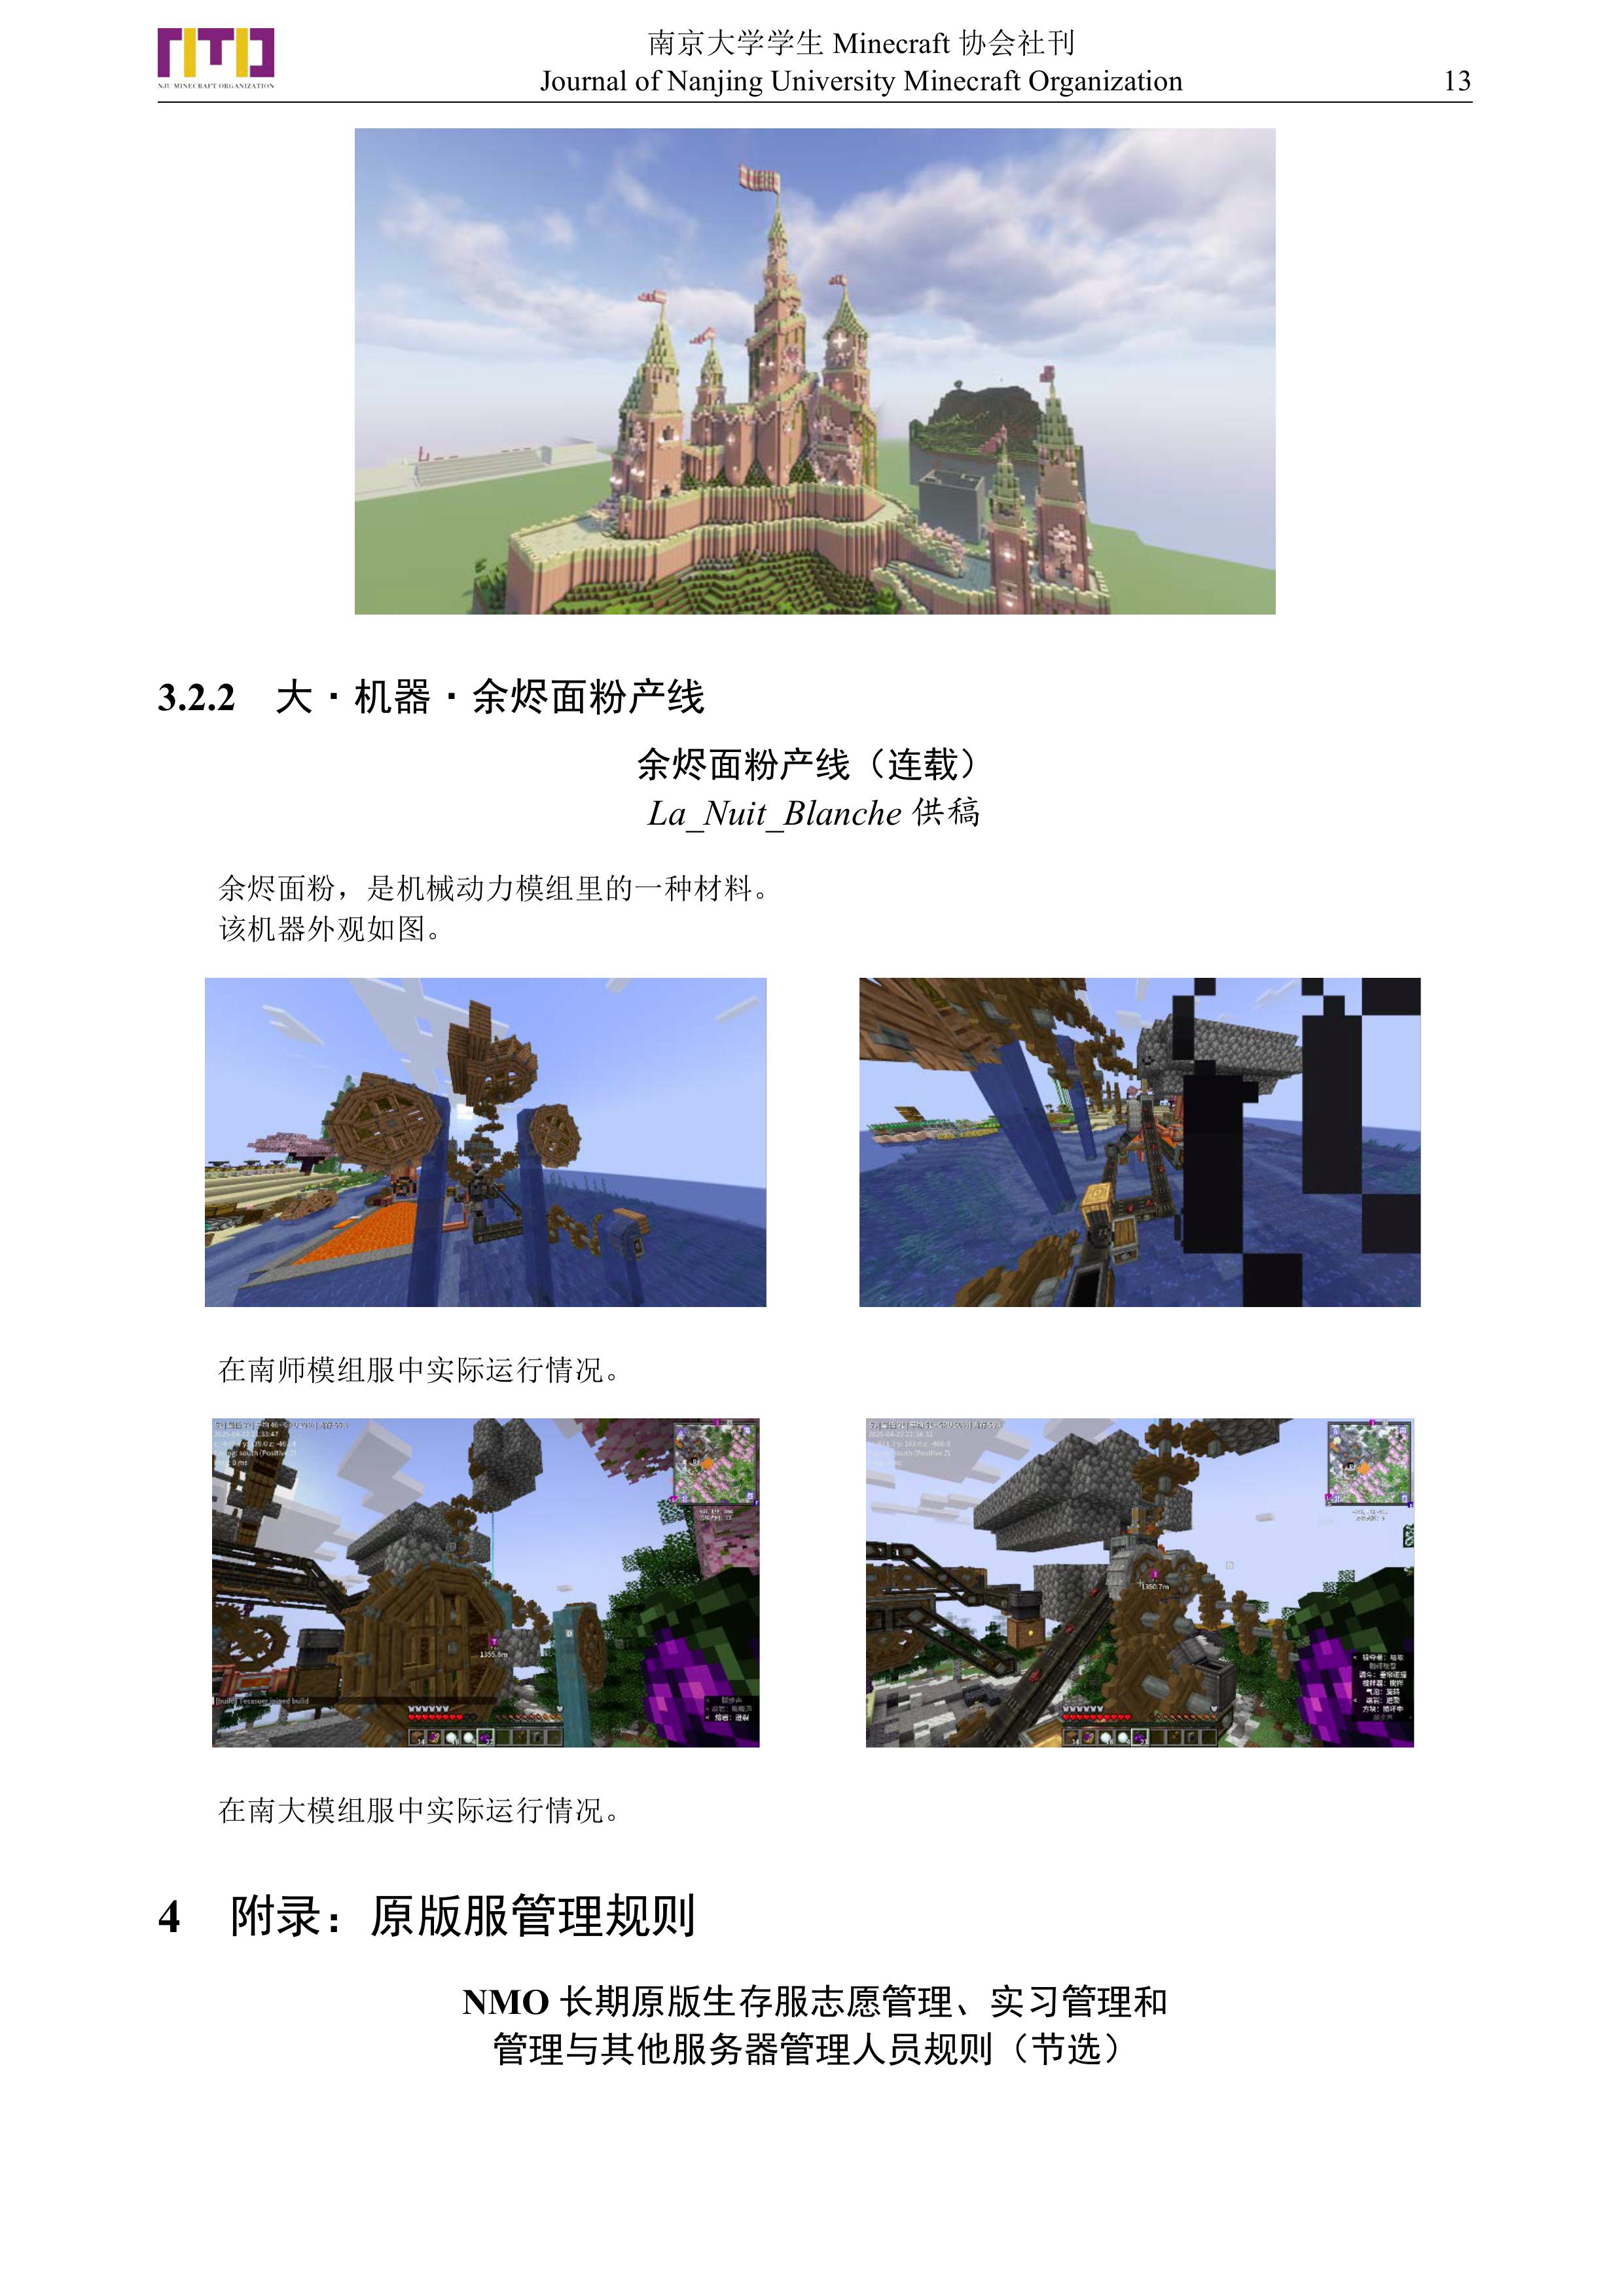 NJU MINECRAFT ORGANIZATION
南京大学学生 Minecraft 协会社刊
Journal of Nanjing University Minecraft Organization
13
3.2.2 大·机器·余烬面粉产线
余烬面粉产线（连载）
La_Nuit_Blanche 供稿
余烬面粉，是机械动力模组里的一种材料。
该机器外观如图。
在南师模组服中实际运行情况。
1355.8m
1350.7m
在南大模组服中实际运行情况。
4 附录：原版服管理规则
NMO 长期原版生存服志愿管理、实习管理和
管理与其他服务器管理人员规则（节选）